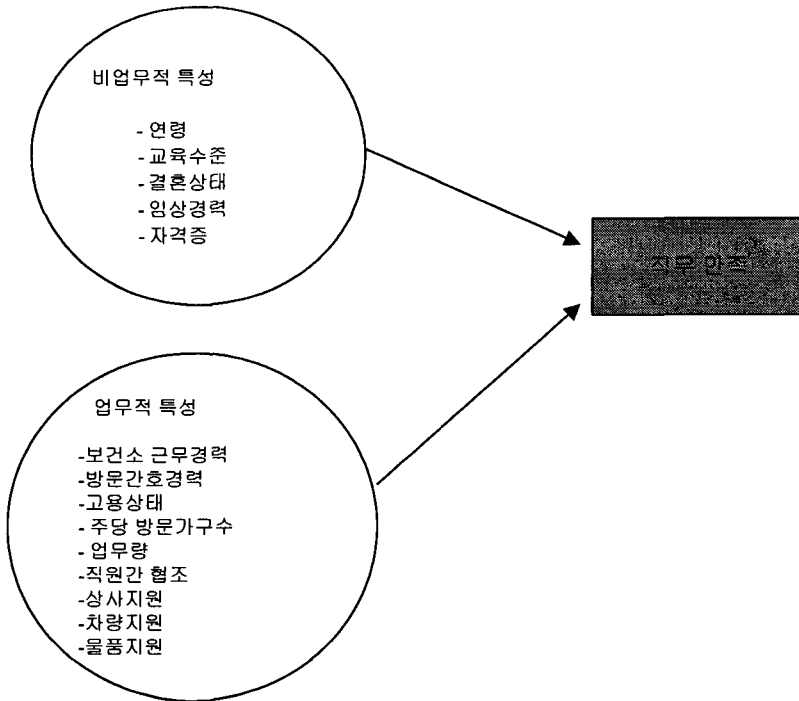 비업무적 특성
- 연령
- 교육수준
- 결혼상태
- 임상경력
- 자격증
직무 만족
업무적 특성
-보건소 근무경력
-방문간호경력
-고용상태
- 주당 방문가구수
- 업무량
-직원간 협조
-상사지원
-차량지원
-물품지원